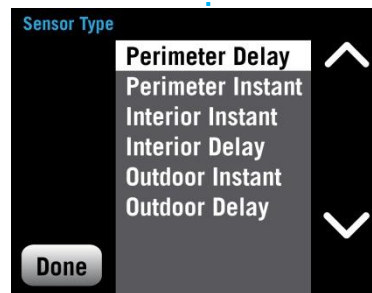 Sensor Type
Perimeter Delay
Perimeter Instant
Interior Instant
Interior Delay
Outdoor Instant
Outdoor Delay
Done